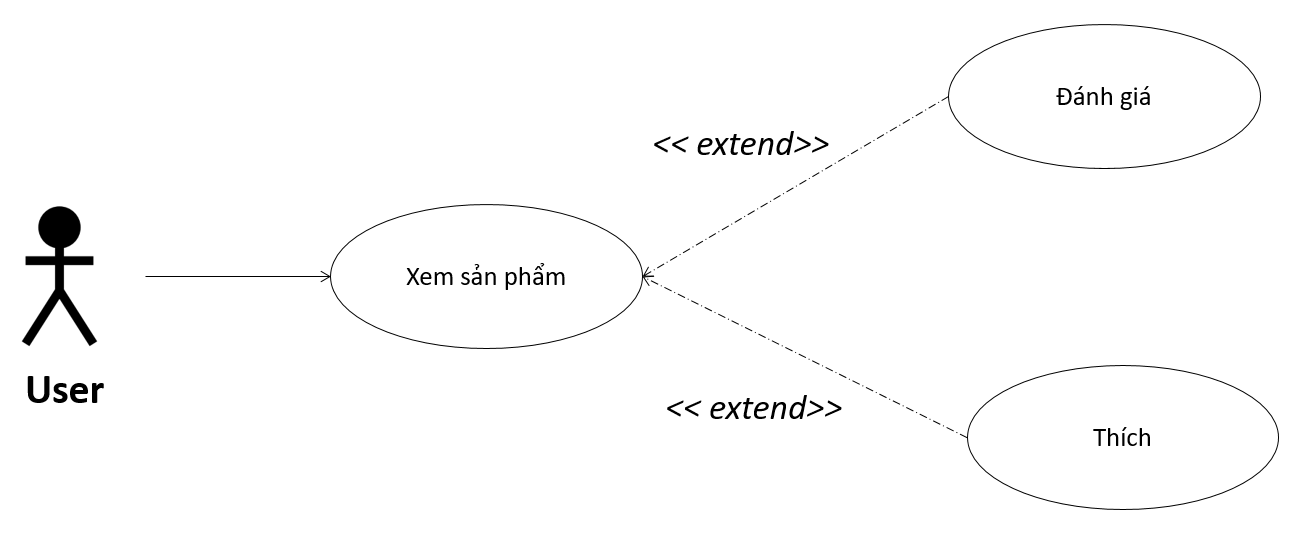 Đánh giá
<< extend>>
Xem sản phẩm
User
<< extend>>
Thích